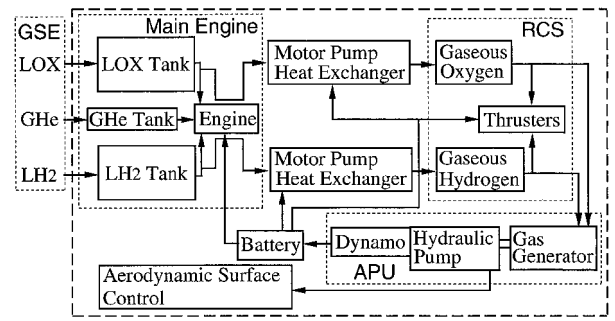 GSE
Main Engine
RCS
LOX
LOX Tank
Motor Pump
Heat Exchanger
Gaseous
Oxygen
GHe
GHe Tank
Engine
Thrusters
LH2
LH2 Tank
Motor Pump
Heat Exchanger
Gaseous
Hydrogen
Battery
Dynamo
Hydraulic
Pump
Gas
Generator
APU
Aerodynamic Surface
Control